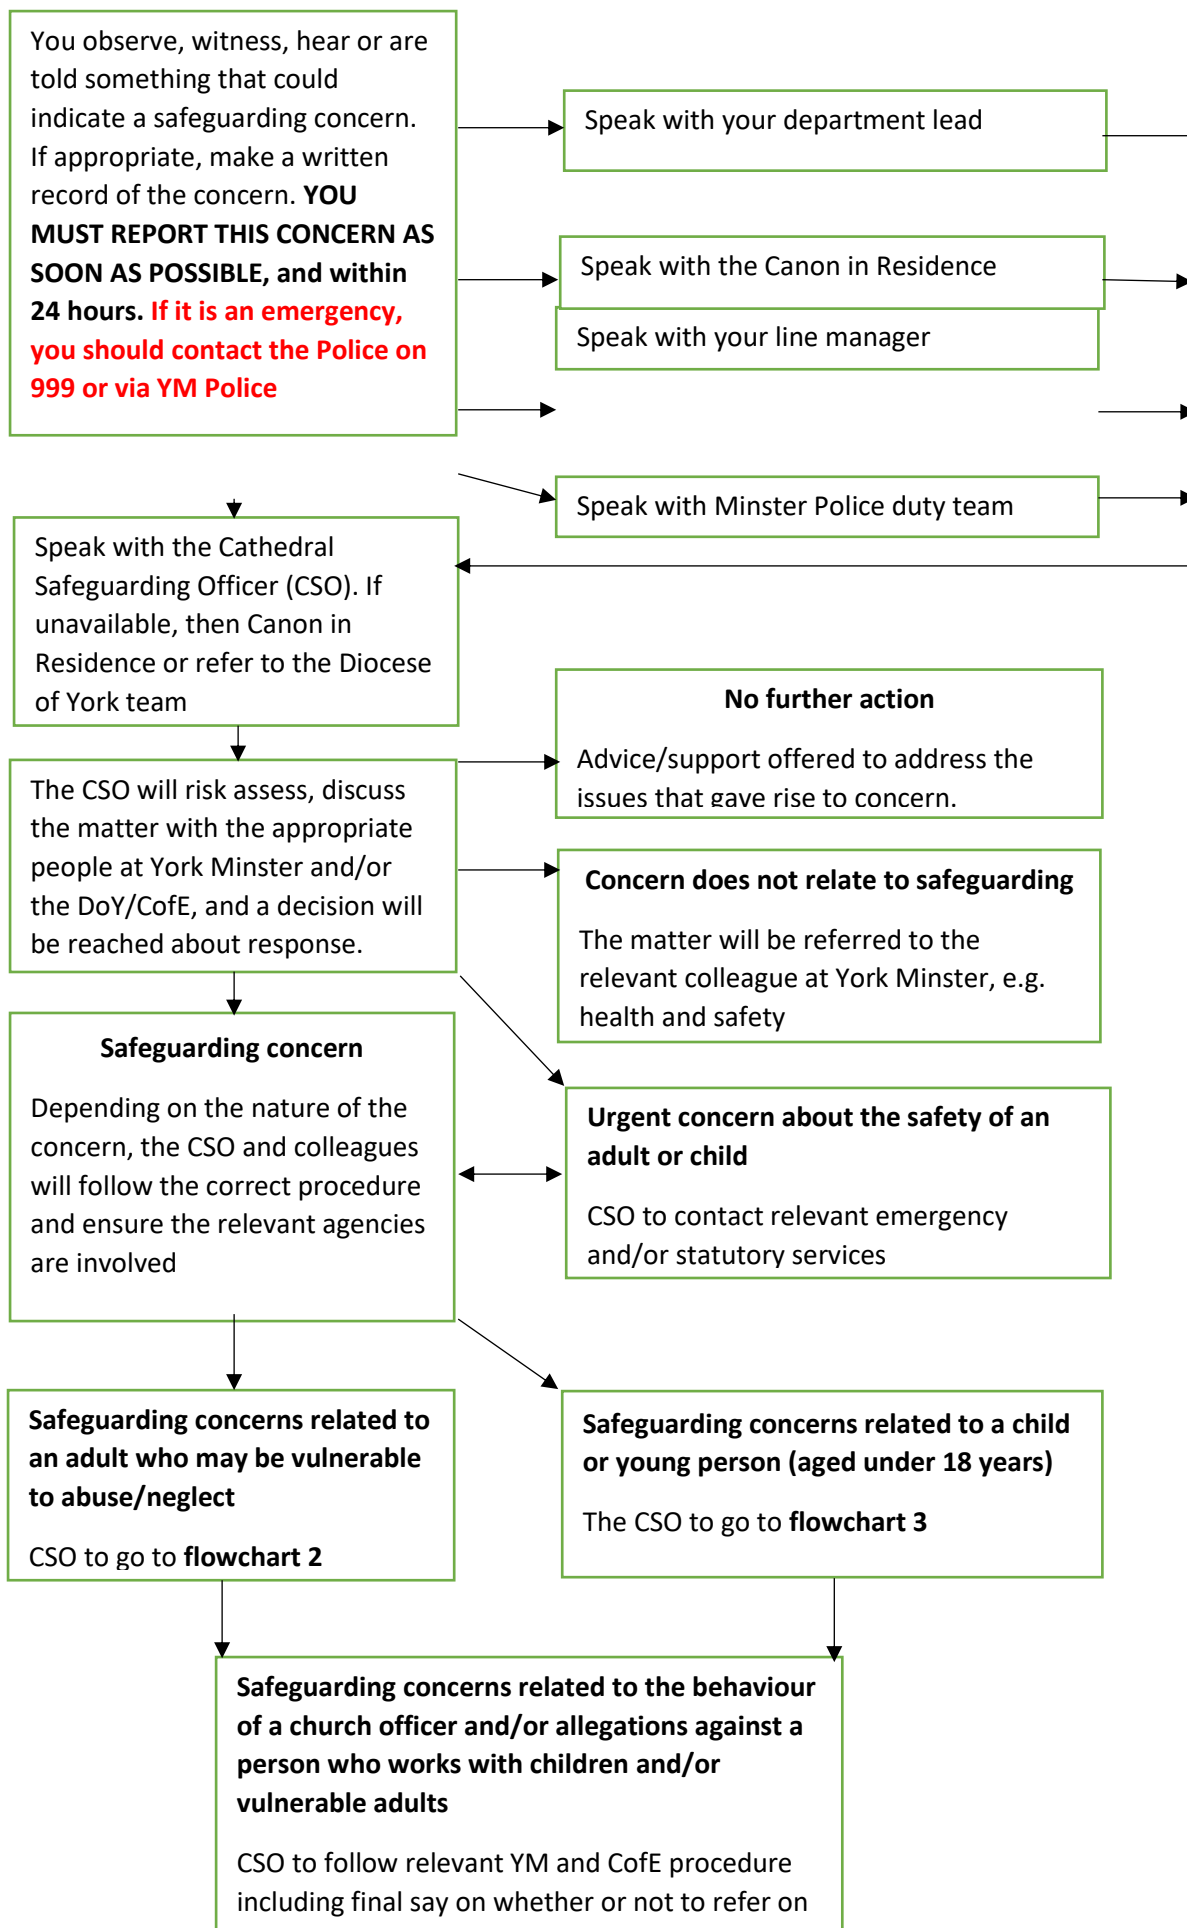 You observe, witness, hear or are
told something that could
indicate a safeguarding concern.
If appropriate, make a written
record of the concern. YOU
MUST REPORT THIS CONCERN AS
SOON AS POSSIBLE, and within
24 hours. If it is an emergency,
you should contact the Police on
999 or via YM Police
Speak with your department lead
Speak with the Canon in Residence
Speak with your line manager
Speak with Minster Police duty team
Speak with the Cathedral
Safeguarding Officer (CSO). If
unavailable, then Canon in
Residence or refer to the Diocese
of York team
No further action
Advice/support offered to address the
issues that gave rise to concern.
The CSO will risk assess, discuss
the matter with the appropriate
people at York Minster and/or
the DoY/CofE, and a decision will
be reached about response.
Concern does not relate to safeguarding
The matter will be referred to the
relevant colleague at York Minster, e.g.
health and safety
Safeguarding concern
Depending on the nature of the
concern, the CSO and colleagues
will follow the correct procedure
and ensure the relevant agencies
are involved
Urgent concern about the safety of an
adult or child
CSO to contact relevant emergency
and/or statutory services
Safeguarding concerns related to
an adult who may be vulnerable
to abuse/neglect
CSO to go to flowchart 2
Safeguarding concerns related to a child
or young person (aged under 18 years)
The CSO to go to flowchart 3
Safeguarding concerns related to the behaviour
of a church officer and/or allegations against a
person who works with children and/or
vulnerable adults
CSO to follow relevant YM and CofE procedure
including final say on whether or not to refer on